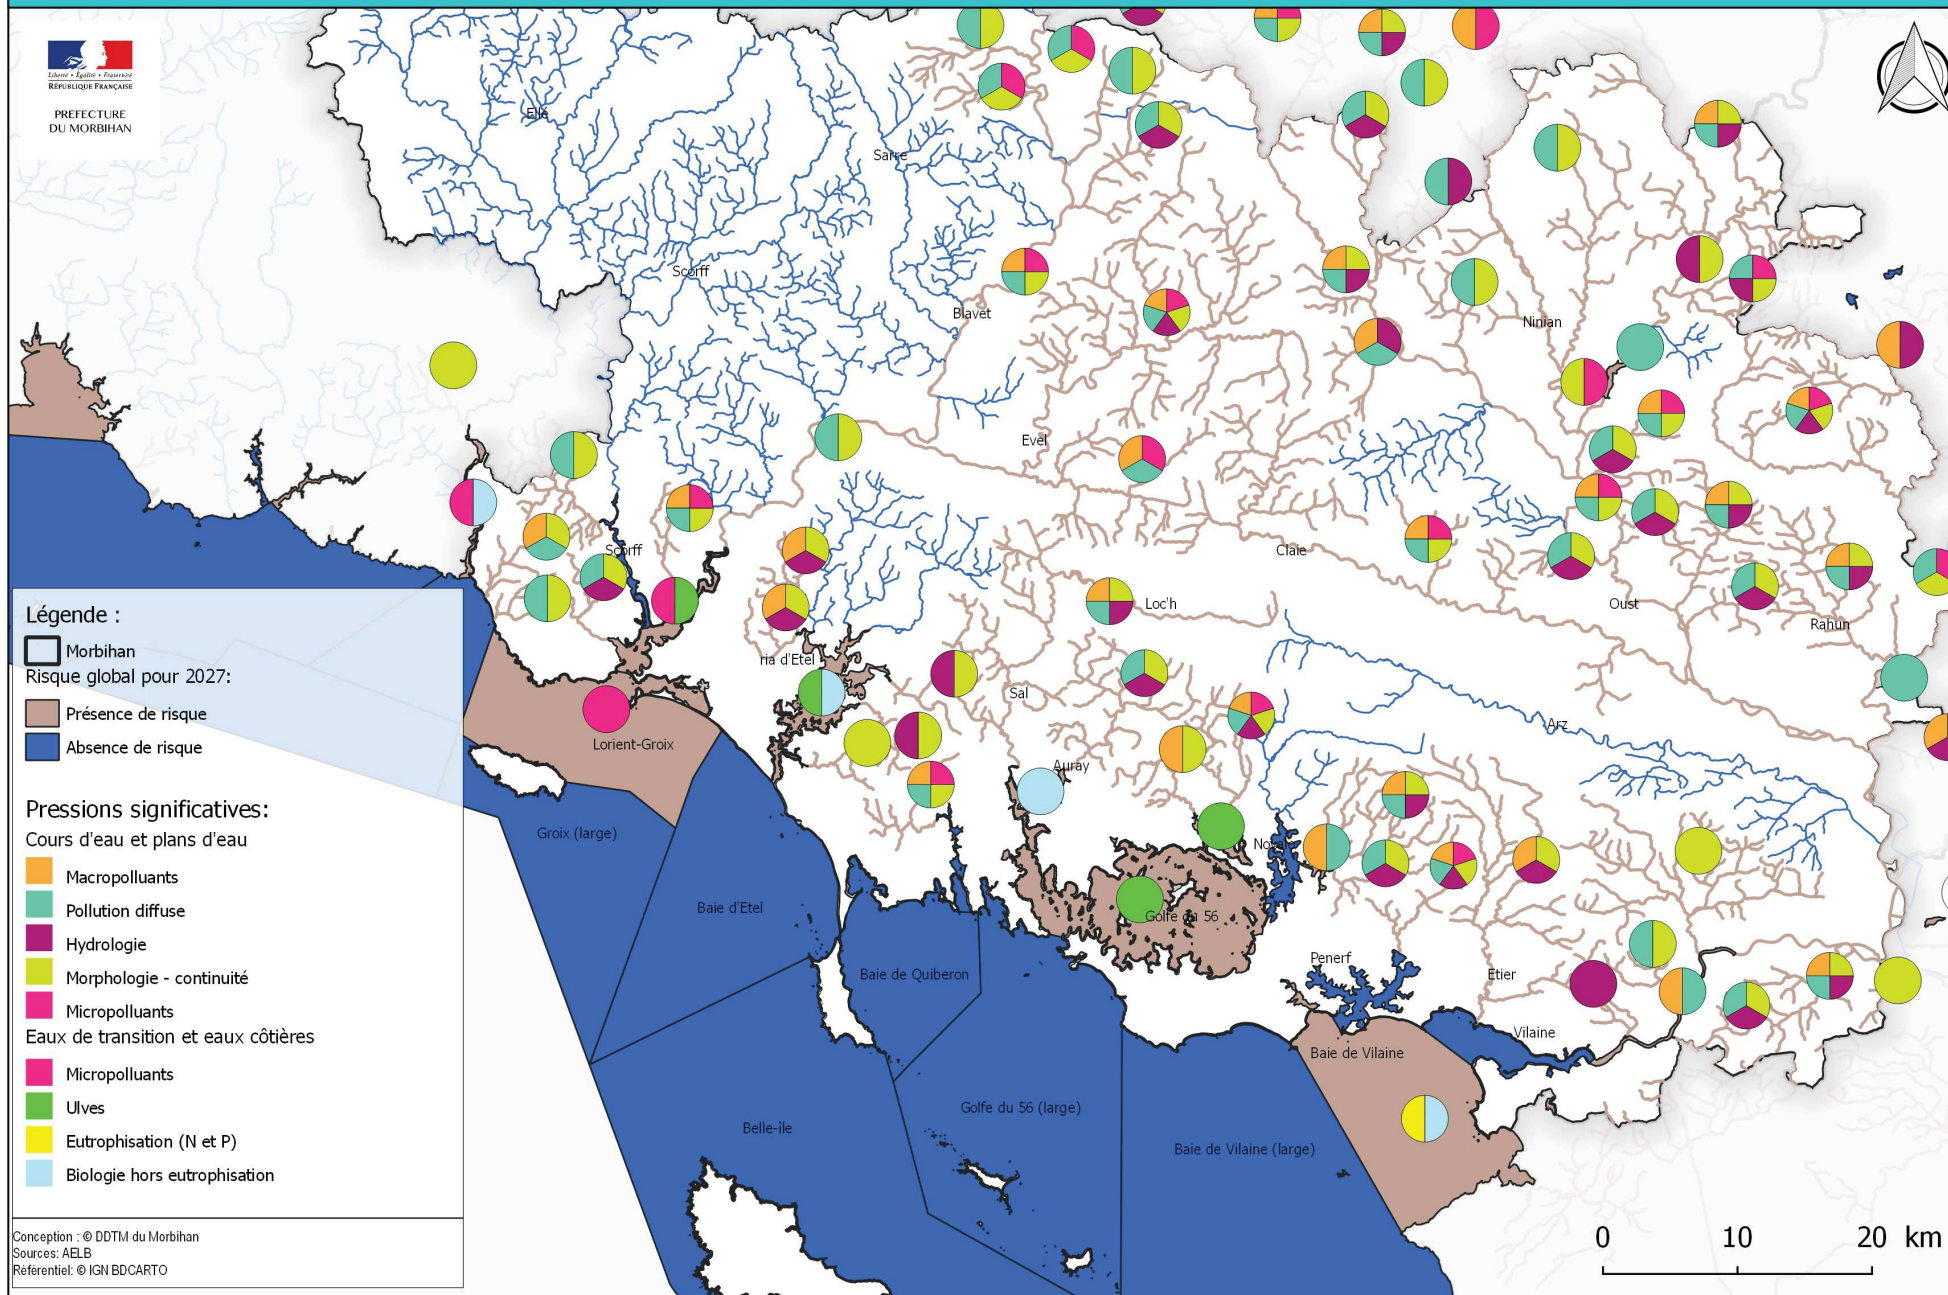 Liberté • Égalité • Fraternité
RÉPUBLIQUE FRANÇAISE
PREFECTURE
DU MORBIHAN
Ellé
Sarre
Scorff
Blavet
Ninian
Evel
Scorff
Claie
Loc'h
Oust
Rahun
ria d'Etel
Sal
Arz
Lorient-Groix
Auray
Groix (large)
Baie d'Etel
Golfe du 56
Baie de Quiberon
Penerf
Etier
Vilaine
Baie de Vilaine
Golfe du 56 (large)
Belle-île
Baie de Vilaine (large)
Légende :
Morbihan
Risque global pour 2027:
Présence de risque
Absence de risque
Pressions significatives:
Cours d'eau et plans d'eau
Macropolluants
Pollution diffuse
Hydrologie
Morphologie - continuité
Micropolluants
Eaux de transition et eaux côtières
Micropolluants
Ulves
Eutrophisation (N et P)
Biologie hors eutrophisation
Conception : © DDTM du Morbihan
Sources: AELB
Référentiel: © IGN BDCARTO
0 10 20 km